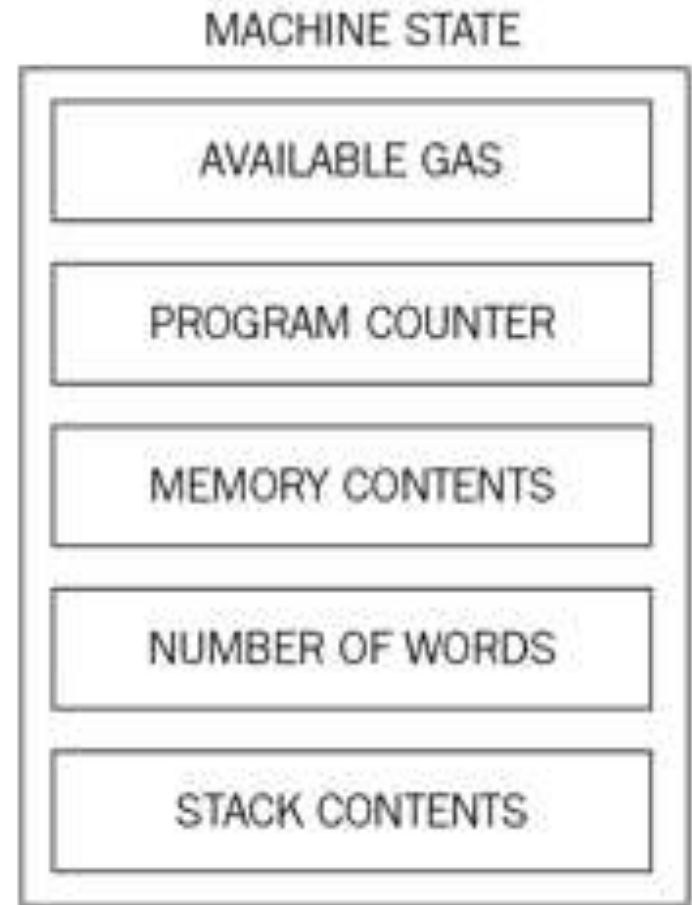 MACHINE STATE
AVAILABLE GAS
PROGRAM COUNTER
MEMORY CONTENTS
NUMBER OF WORDS
STACK CONTENTS